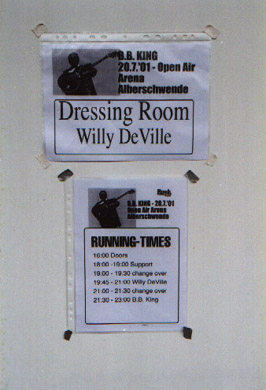 B.B. KING
20.7.'01 - Open Air
Arena
Alberschwende
Dressing Room
Willy DeVille
B.B. KING - 20.7.'01
Open Air Arena
Alberschwende
RUNNING-TIMES
16:00 Doors
18:00 - 19:00 Support
19.00 - 19:30 change over
19:45 - 21:00 Willy DeVille
21:00 - 21:30 change over
21.30 - 23:00 B.B. King